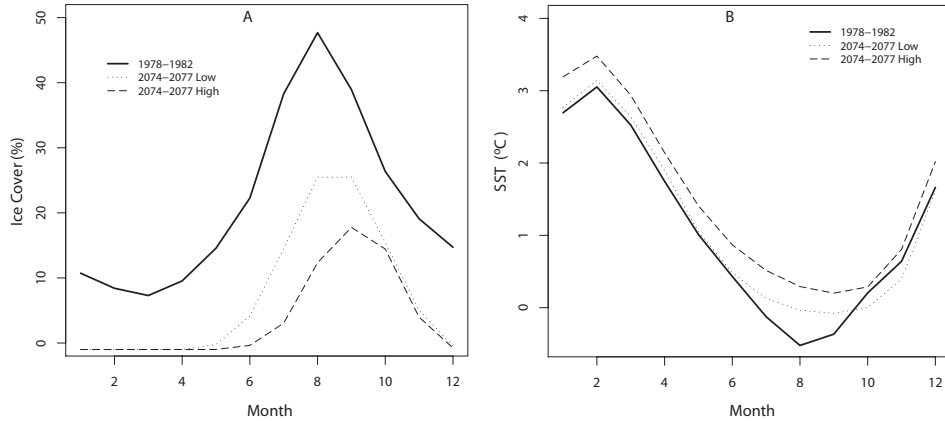 A
1978–1982
2074–2077 Low
2074–2077 High
Ice Cover (%)
50
40
30
20
10
0
2 4 6 8 10 12
Month
B
1978–1982
2074–2077 Low
2074–2077 High
SST (ºC)
4
3
2
1
0
2 4 6 8 10 12
Month